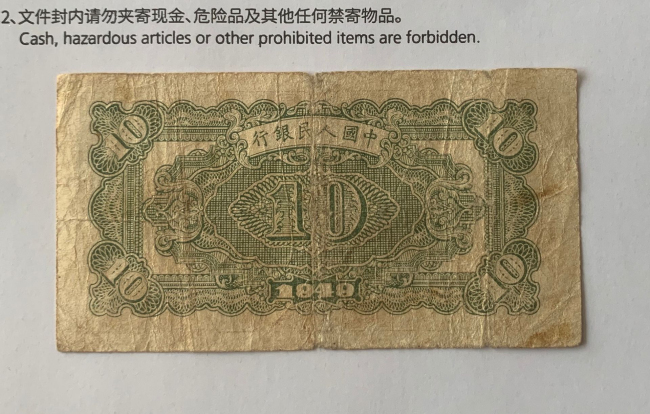 2、文件封内请勿夹寄现金、危险品及其他任何禁寄物品。
Cash, hazardous articles or other prohibited items are forbidden.
10 10
行銀民人國中
10
10 1949 10